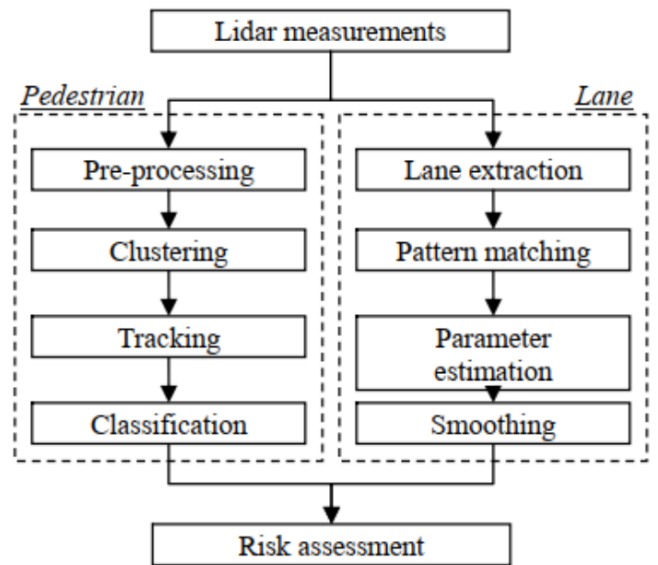 Lidar measurements
Pedestrian
Pre-processing
Clustering
Tracking
Classification
Lane
Lane extraction
Pattern matching
Parameter
estimation
Smoothing
Risk assessment